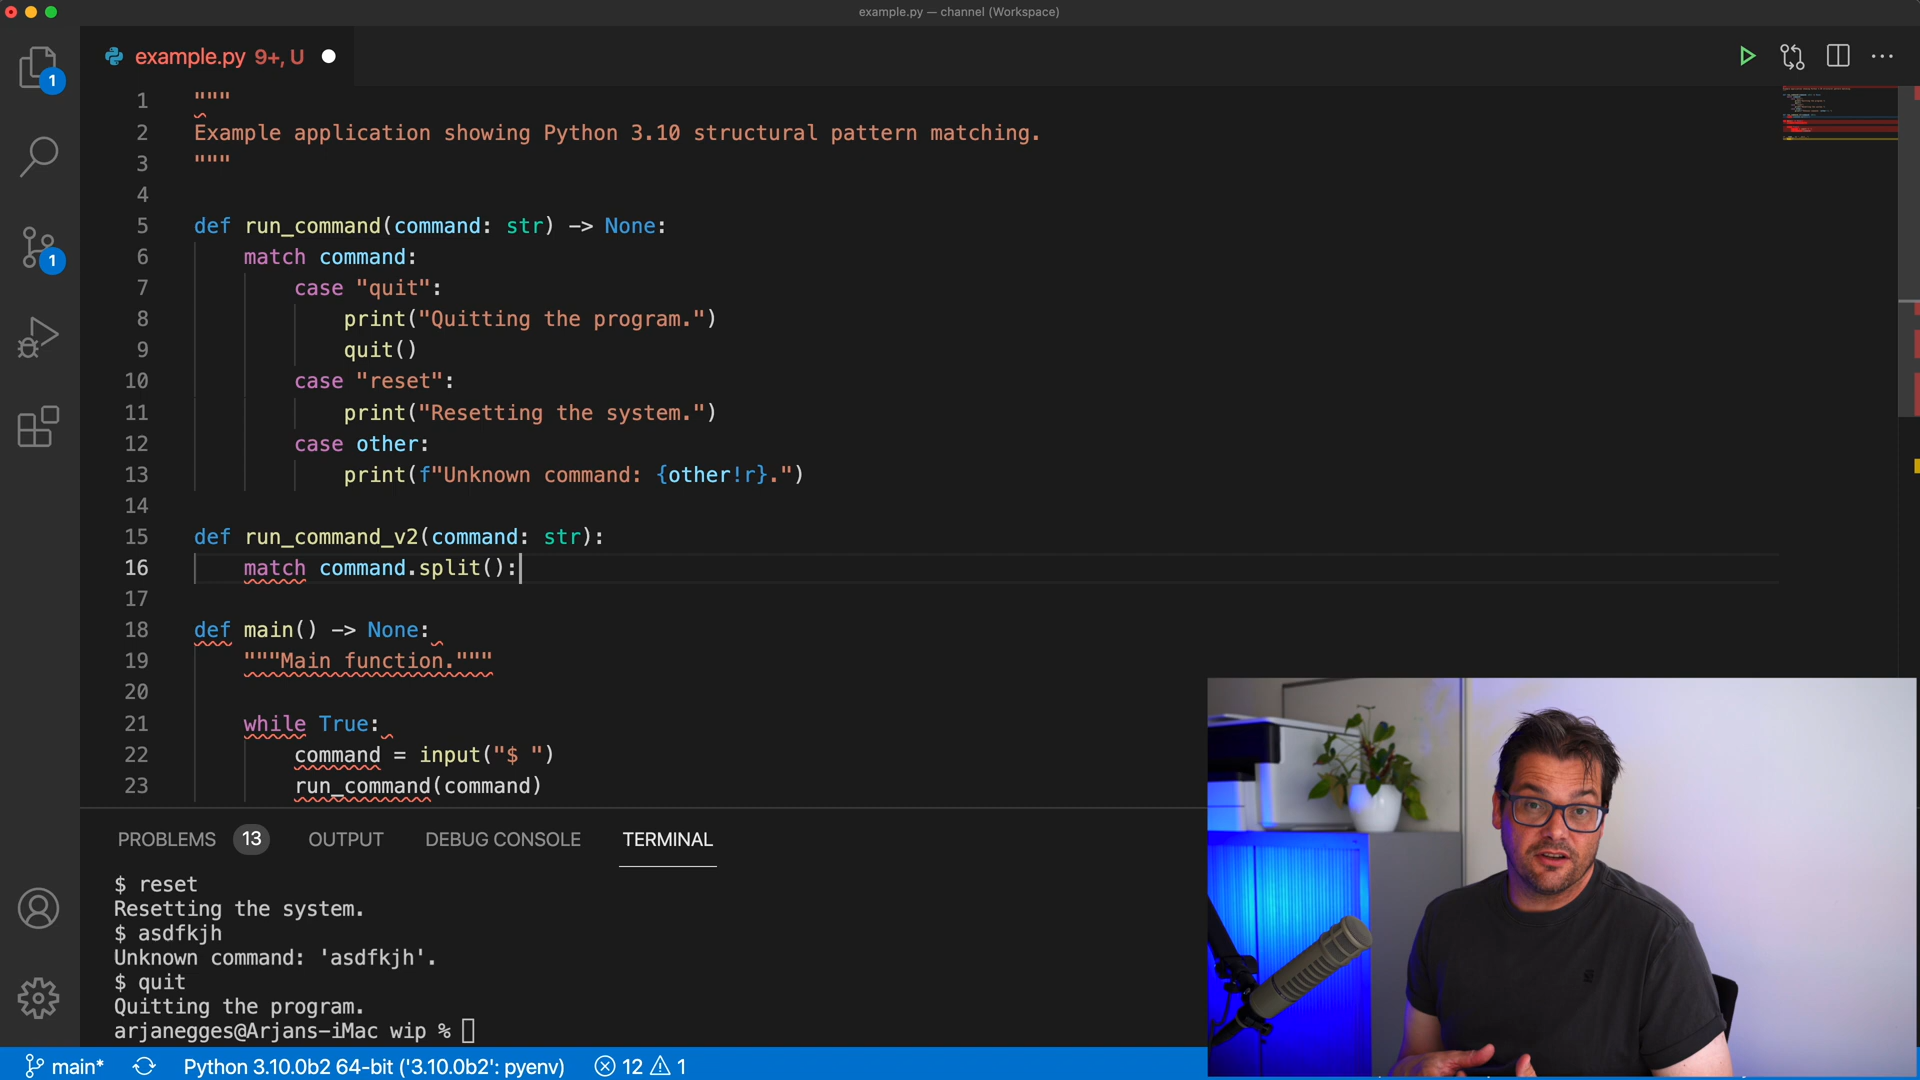 example.py — channel (Workspace)
example.py 9+, U
1
1
1 """
2 Example application showing Python 3.10 structural pattern matching.
3 """
4
5 def run_command(command: str) -> None:
6     match command:
7         case "quit":
8             print("Quitting the program.")
9             quit()
10         case "reset":
11             print("Resetting the system.")
12         case other:
13             print(f"Unknown command: {other!r}.")
14
15 def run_command_v2(command: str):
16     match command.split():
17
18 def main() -> None:
19     """Main function."""
20
21     while True:
22         command = input("$ ")
23         run_command(command)
PROBLEMS 13 OUTPUT DEBUG CONSOLE TERMINAL
$ reset
Resetting the system.
$ asdfkjh
Unknown command: 'asdfkjh'.
$ quit
Quitting the program.
arjanegges@Arjans-iMac wip %
main* Python 3.10.0b2 64-bit ('3.10.0b2': pyenv) 12 1